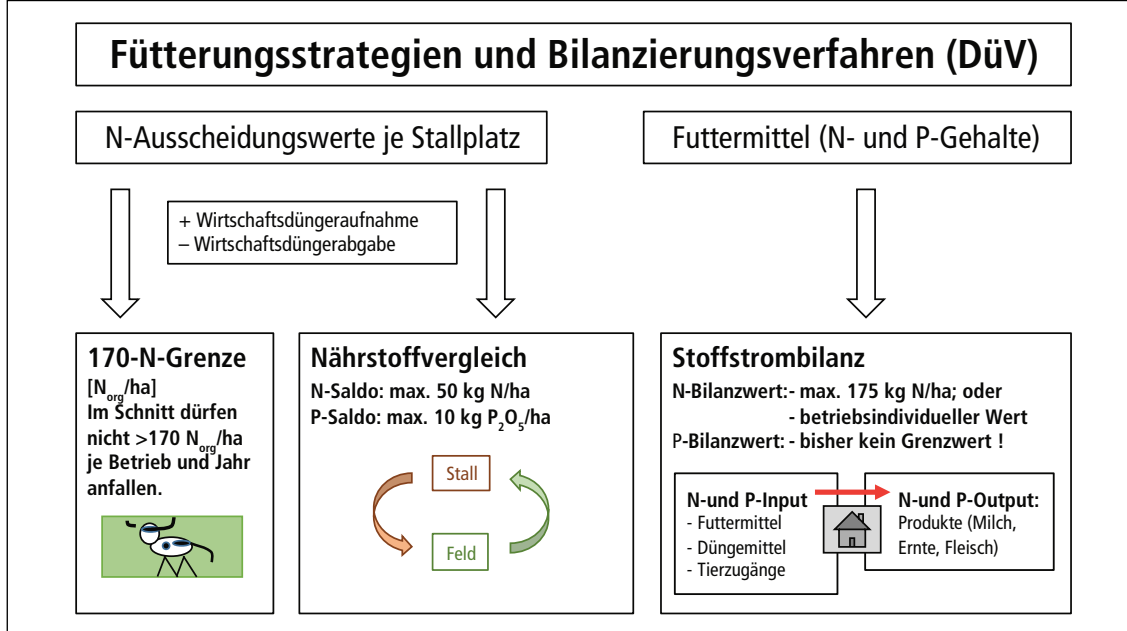 Fütterungsstrategien und Bilanzierungsverfahren (DüV)
N-Ausscheidungswerte je Stallplatz
Futtermittel (N- und P-Gehalte)
+ Wirtschaftsdüngeraufnahme
– Wirtschaftsdüngerabgabe
170-N-Grenze
[N_org/ha]
Im Schnitt dürfen
nicht >170 N_org/ha
je Betrieb und Jahr
anfallen.
Nährstoffvergleich
N-Saldo: max. 50 kg N/ha
P-Saldo: max. 10 kg P₂O₅/ha
Stall
Feld
Stoffstrombilanz
N-Bilanzwert:- max. 175 kg N/ha; oder
- betriebsindividueller Wert
P-Bilanzwert: - bisher kein Grenzwert !
N-und P-Input
- Futtermittel
- Düngemittel
- Tierzugänge
N-und P-Output:
Produkte (Milch,
Ernte, Fleisch)